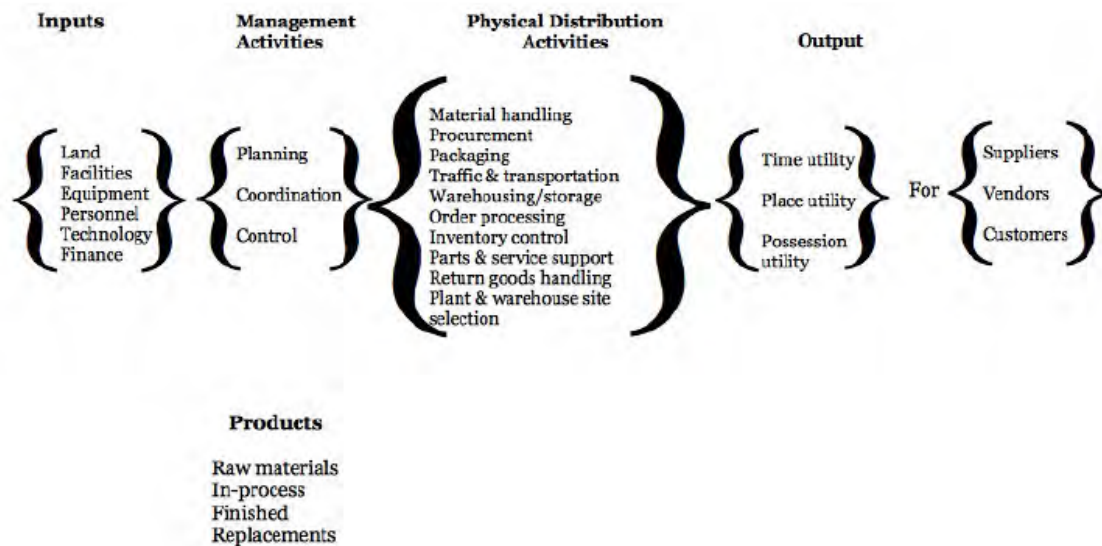 Inputs
Management
Activities
Physical Distribution
Activities
Output
Land
Facilities
Equipment
Personnel
Technology
Finance
Planning
Coordination
Control
Material handling
Procurement
Packaging
Traffic & transportation
Warehousing/storage
Order processing
Inventory control
Parts & service support
Return goods handling
Plant & warehouse site
selection
Time utility
Place utility
Possession
utility
For
Suppliers
Vendors
Customers
Products
Raw materials
In-process
Finished
Replacements